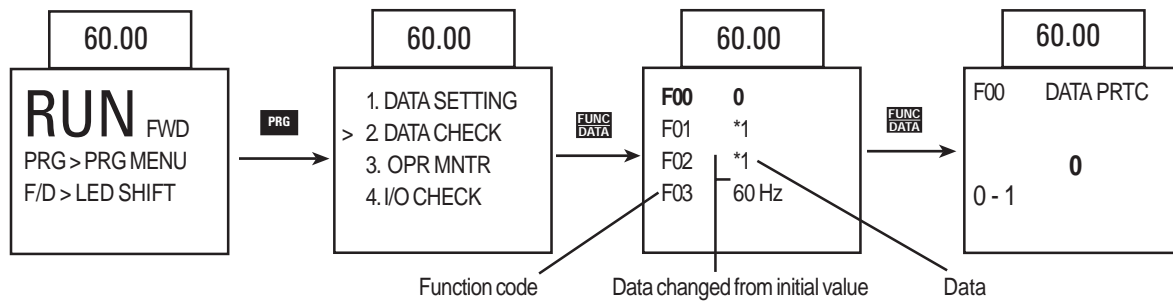 60.00
RUN FWD
PRG > PRG MENU
F/D > LED SHIFT
PRG
60.00
1. DATA SETTING
> 2. DATA CHECK
3. OPR MNTR
4. I/O CHECK
FUNC
DATA
60.00
F00 0
F01 *1
F02 *1
F03 60 Hz
FUNC
DATA
60.00
F00 DATA PRTC
0
0 - 1
Function code
Data changed from initial value
Data